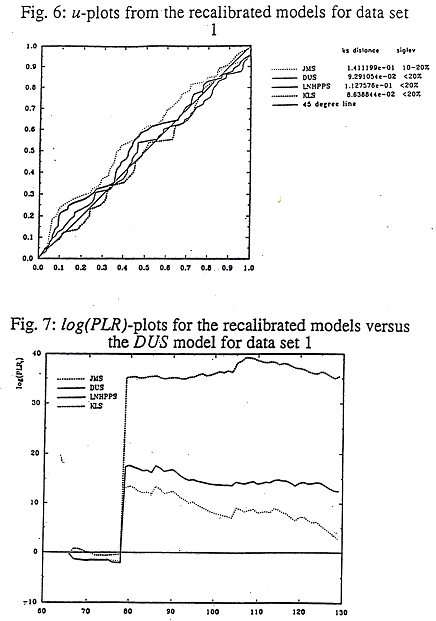 Fig. 6: u-plots from the recalibrated models for data set
1
ks distance siglev
JMS 1.411199e-01 10-20%
DUS 9.291054e-02 <20%
LNHPPS 1.127576e-01 <20%
KLS 8.638844e-02 <20%
45 degree line
1.0
0.9
0.8
0.7
0.6
0.5
0.4
0.3
0.2
0.1
0.0
0.0 0.1 0.2 0.3 0.4 0.5 0.6 0.7 0.8 0.9 1.0
Fig. 7: log(PLR)-plots for the recalibrated models versus
the DUS model for data set 1
log(PLR)
JMS
DUS
LNHPPS
KLS
40
30
20
10
0
-10
60 70 80 90 100 110 120 130